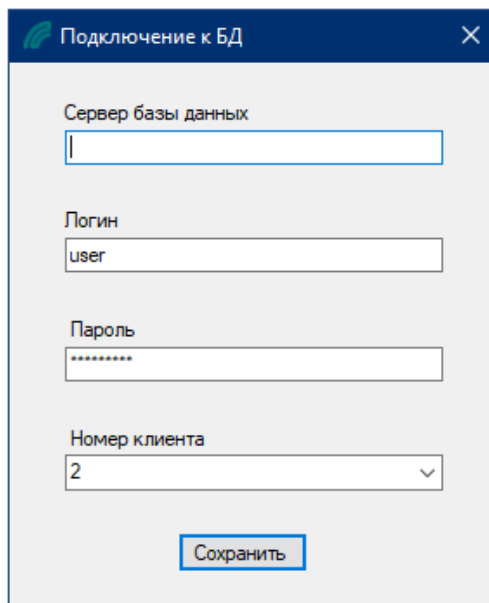 Подключение к БД
Сервер базы данных
Логин
user
Пароль
*********
Номер клиента
2
Сохранить